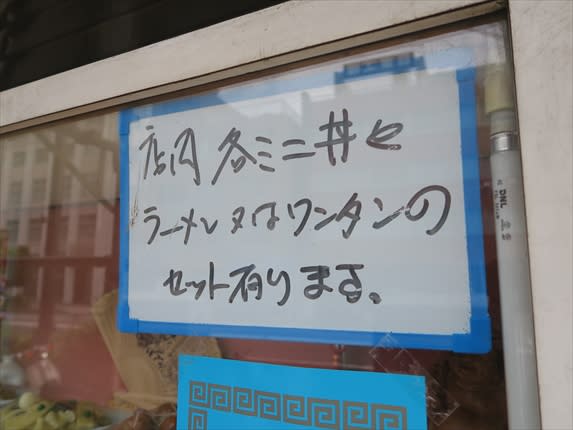 店内 各ミニ丼と
ラーメン又はワンタンの
セット有ります。
DNL